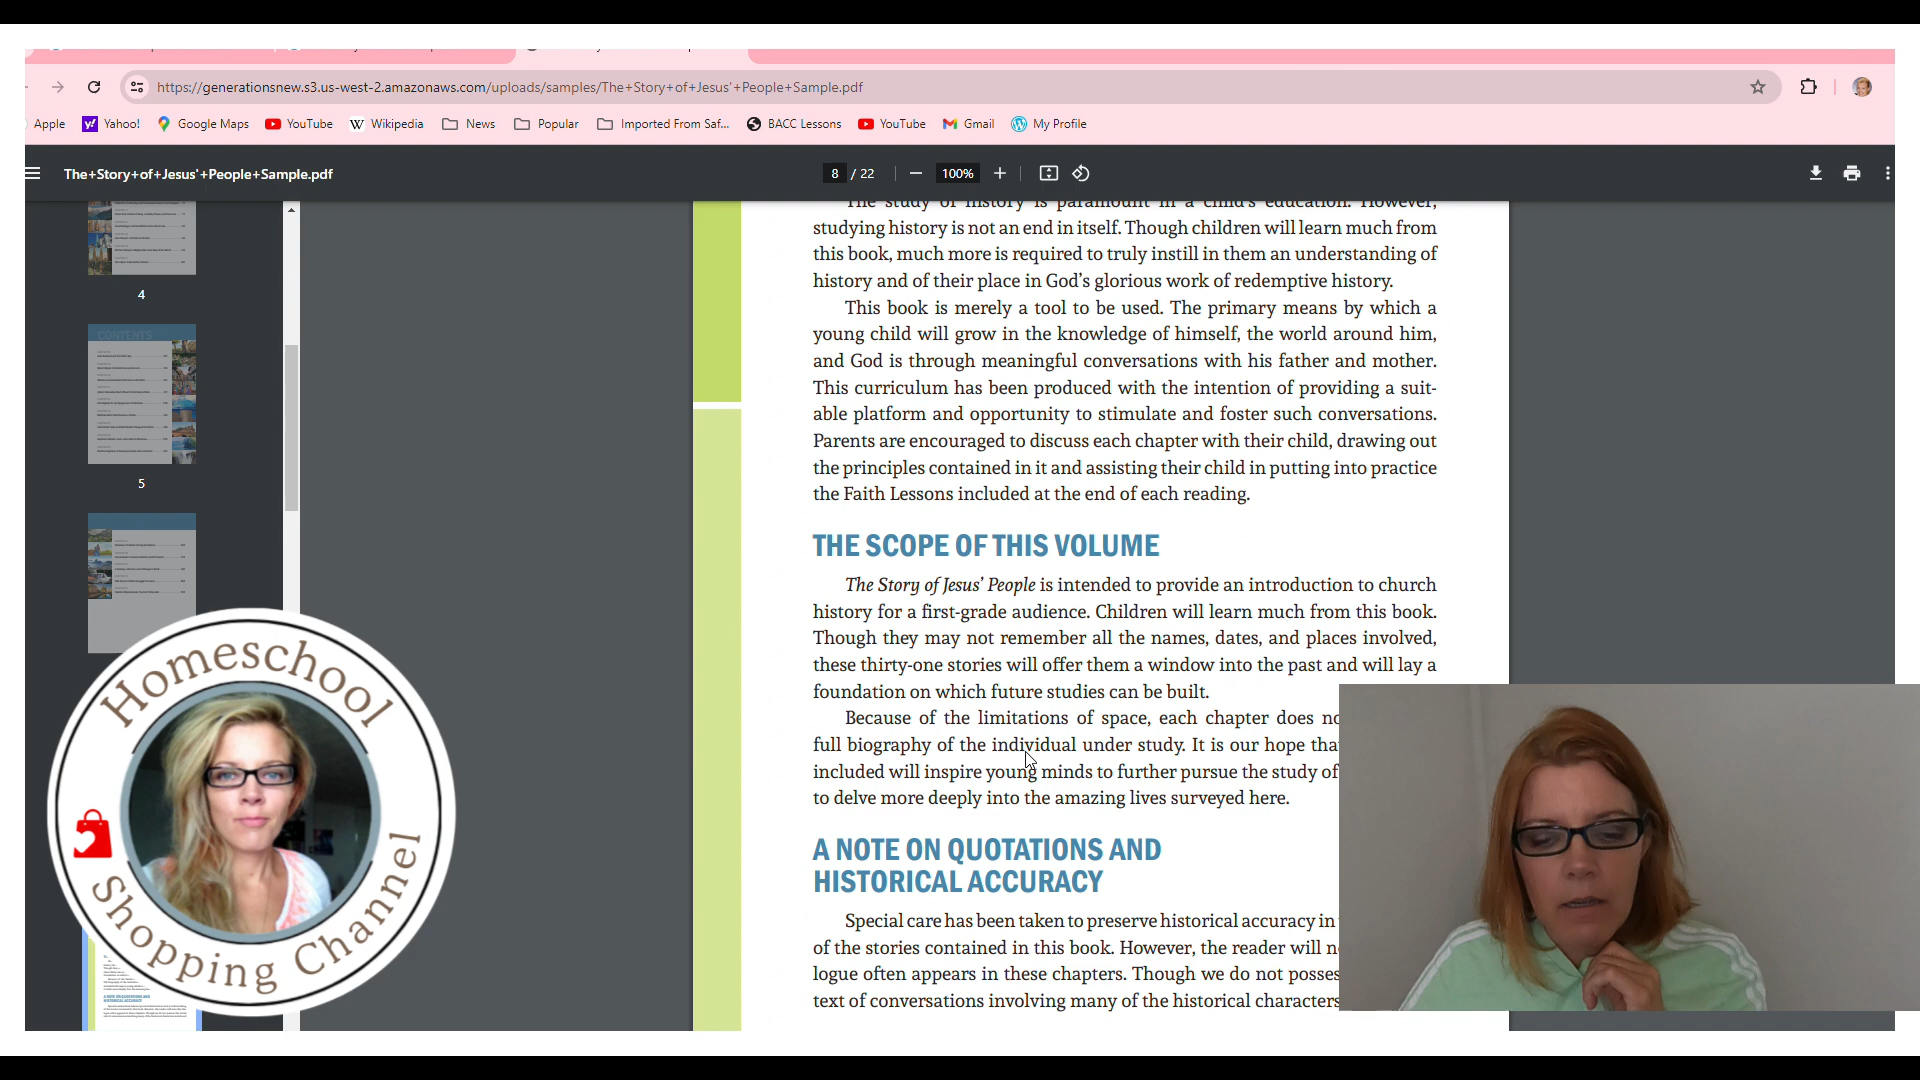 https://generationsnew.s3.us-west-2.amazonaws.com/uploads/samples/The+Story+of+Jesus'+People+Sample.pdf
Apple Yahoo! Google Maps YouTube Wikipedia News Popular Imported From Saf... BACC Lessons YouTube Gmail My Profile
The+Story+of+Jesus'+People+Sample.pdf 8 / 22 100%
The study of history is paramount in a child's education. However,
studying history is not an end in itself. Though children will learn much from
this book, much more is required to truly instill in them an understanding of
history and of their place in God's glorious work of redemptive history.
This book is merely a tool to be used. The primary means by which a
young child will grow in the knowledge of himself, the world around him,
and God is through meaningful conversations with his father and mother.
This curriculum has been produced with the intention of providing a suit-
able platform and opportunity to stimulate and foster such conversations.
Parents are encouraged to discuss each chapter with their child, drawing out
the principles contained in it and assisting their child in putting into practice
the Faith Lessons included at the end of each reading.
THE SCOPE OF THIS VOLUME
The Story of Jesus' People is intended to provide an introduction to church
history for a first-grade audience. Children will learn much from this book.
Though they may not remember all the names, dates, and places involved,
these thirty-one stories will offer them a window into the past and will lay a
foundation on which future studies can be built.
Because of the limitations of space, each chapter does
full biography of the individual under study. It is our hope
included will inspire young minds to further pursue the study of
to delve more deeply into the amazing lives surveyed here.
A NOTE ON QUOTATIONS AND
HISTORICAL ACCURACY
Special care has been taken to preserve historical accuracy in
of the stories contained in this book. However, the reader will
logue often appears in these chapters. Though we do not
text of conversations involving many of the historical characters
4
CONTENTS
5
Homeschool
Shopping Channel
A NOTE ON QUOTATIONS AND
HISTORICAL ACCURACY